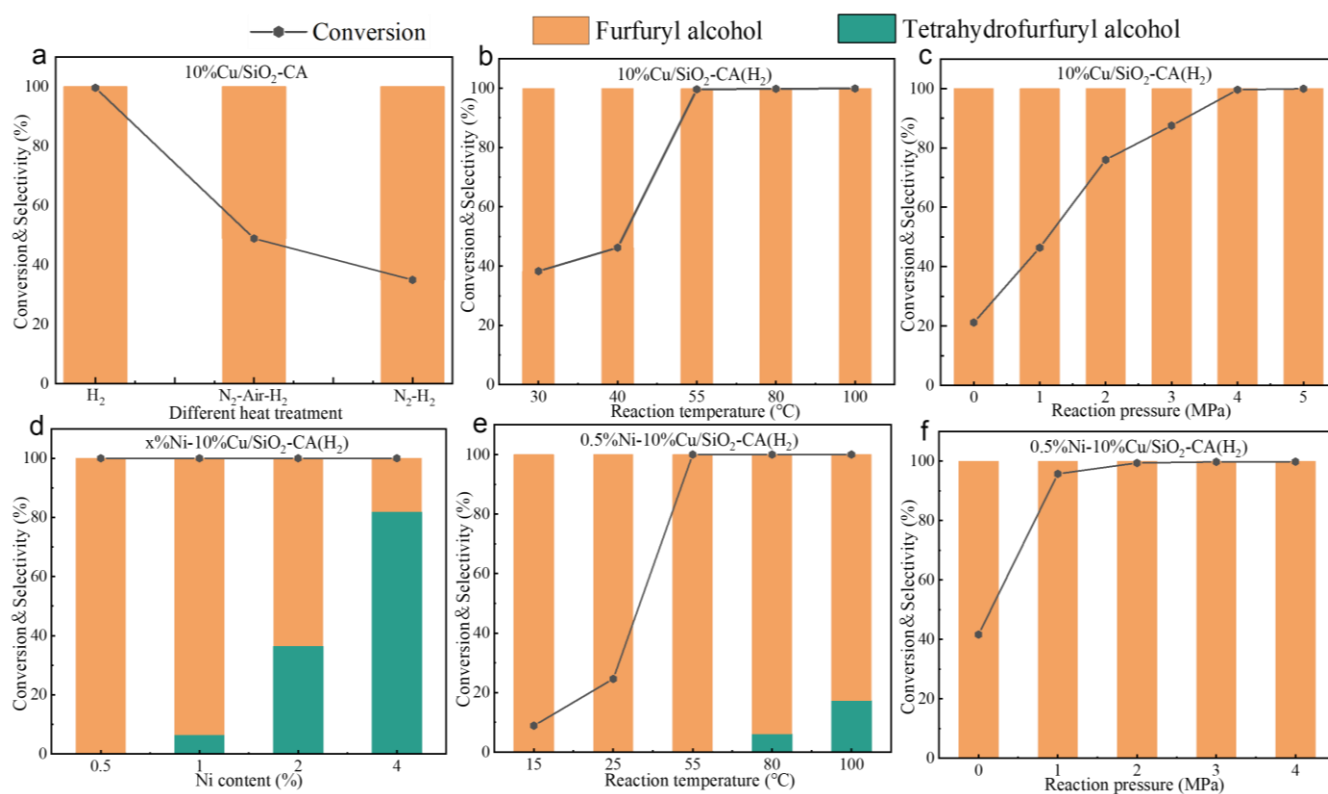 Conversion Furfuryl alcohol Tetrahydrofurfuryl alcohol
a
10%Cu/SiO₂-CA
Conversion & Selectivity (%)
100
80
60
40
20
0
H₂ N₂-Air-H₂ N₂-H₂
Different heat treatment
b
10%Cu/SiO₂-CA(H₂)
Conversion & Selectivity (%)
100
80
60
40
20
0
30 40 55 80 100
Reaction temperature (℃)
c
10%Cu/SiO₂-CA(H₂)
Conversion & Selectivity (%)
100
80
60
40
20
0
0 1 2 3 4 5
Reaction pressure (MPa)
d
x%Ni-10%Cu/SiO₂-CA(H₂)
Conversion & Selectivity (%)
100
80
60
40
20
0
0.5 1 2 4
Ni content (%)
e
0.5%Ni-10%Cu/SiO₂-CA(H₂)
Conversion & Selectivity (%)
100
80
60
40
20
0
15 25 55 80 100
Reaction temperature (℃)
f
0.5%Ni-10%Cu/SiO₂-CA(H₂)
Conversion & Selectivity (%)
100
80
60
40
20
0
0 1 2 3 4
Reaction pressure (MPa)